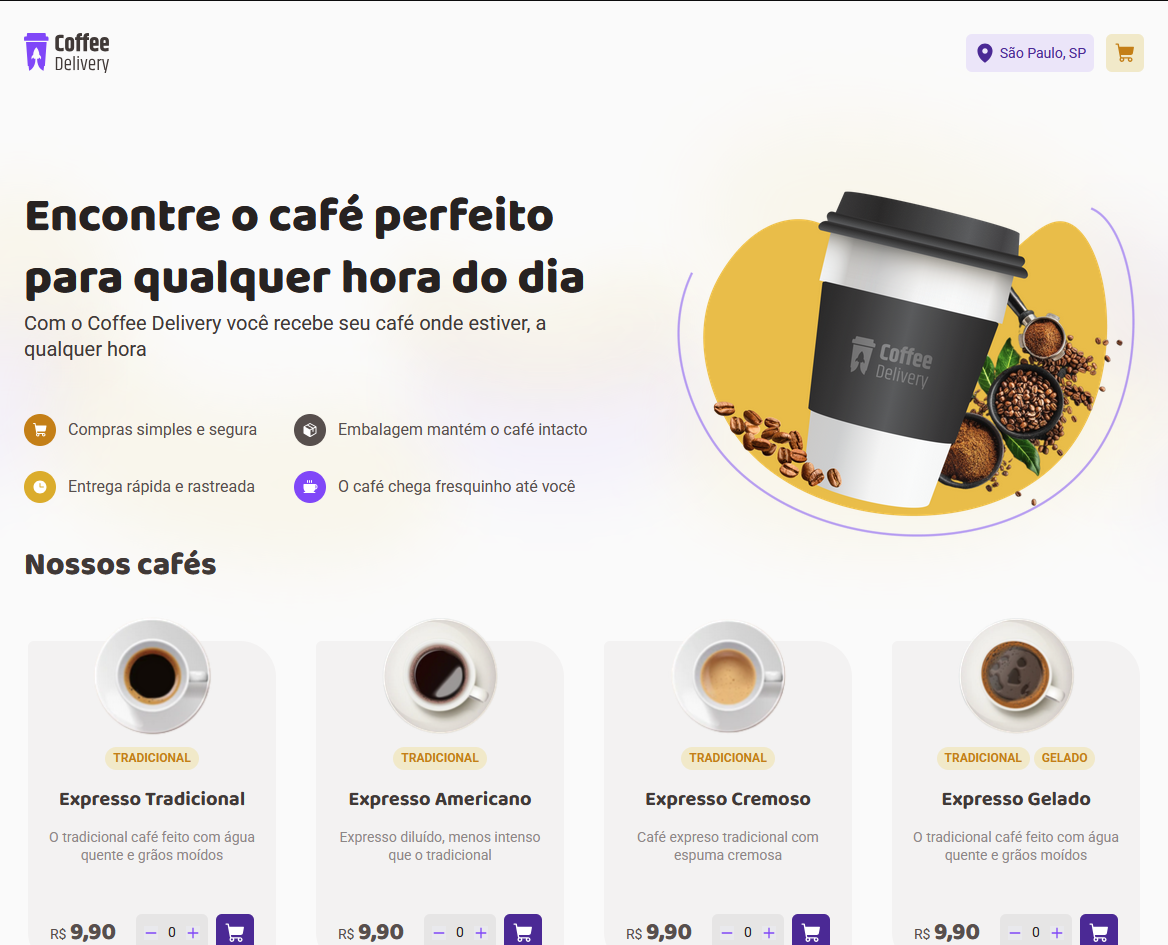 Coffee
Delivery
São Paulo, SP
Encontre o café perfeito
para qualquer hora do dia
Com o Coffee Delivery você recebe seu café onde estiver, a
qualquer hora
Compras simples e segura
Embalagem mantém o café intacto
Entrega rápida e rastreada
O café chega fresquinho até você
Coffee
Delivery
Nossos cafés
TRADICIONAL
Expresso Tradicional
O tradicional café feito com água
quente e grãos moídos
R$ 9,90 − 0 +
TRADICIONAL
Expresso Americano
Expresso diluído, menos intenso
que o tradicional
R$ 9,90 − 0 +
TRADICIONAL
Expresso Cremoso
Café expreso tradicional com
espuma cremosa
R$ 9,90 − 0 +
TRADICIONAL GELADO
Expresso Gelado
O tradicional café feito com água
quente e grãos moídos
R$ 9,90 − 0 +